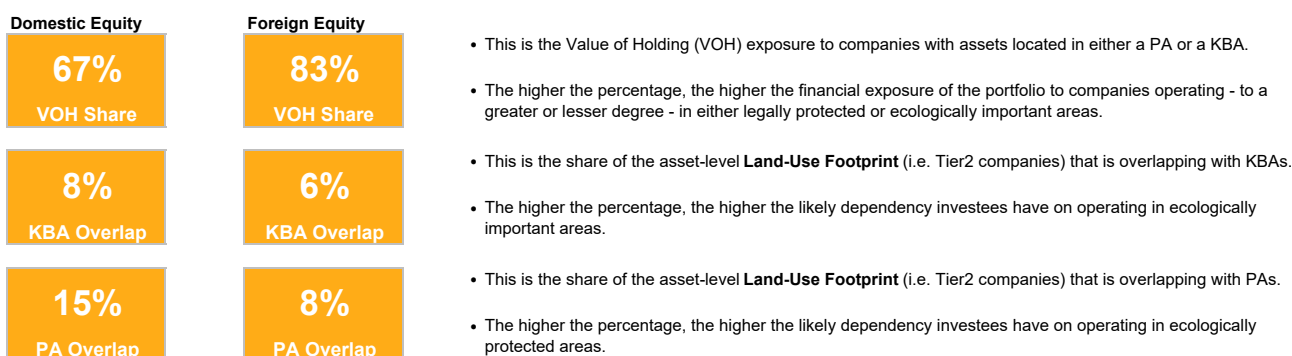 Domestic Equity
Foreign Equity
67%
VOH Share
83%
VOH Share
• This is the Value of Holding (VOH) exposure to companies with assets located in either a PA or a KBA.
• The higher the percentage, the higher the financial exposure of the portfolio to companies operating - to a
greater or lesser degree - in either legally protected or ecologically important areas.
8%
KBA Overlap
6%
KBA Overlap
• This is the share of the asset-level Land-Use Footprint (i.e. Tier2 companies) that is overlapping with KBAs.
• The higher the percentage, the higher the likely dependency investees have on operating in ecologically
important areas.
15%
PA Overlap
8%
PA Overlap
• This is the share of the asset-level Land-Use Footprint (i.e. Tier2 companies) that is overlapping with PAs.
• The higher the percentage, the higher the likely dependency investees have on operating in ecologically
protected areas.